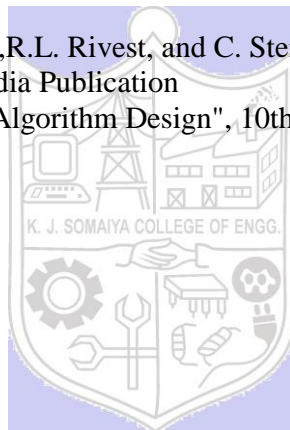 ,R.L. Rivest, and C. Ste
dia Publication
Algorithm Design", 10th
K. J. SOMAIYA COLLEGE OF ENGG.